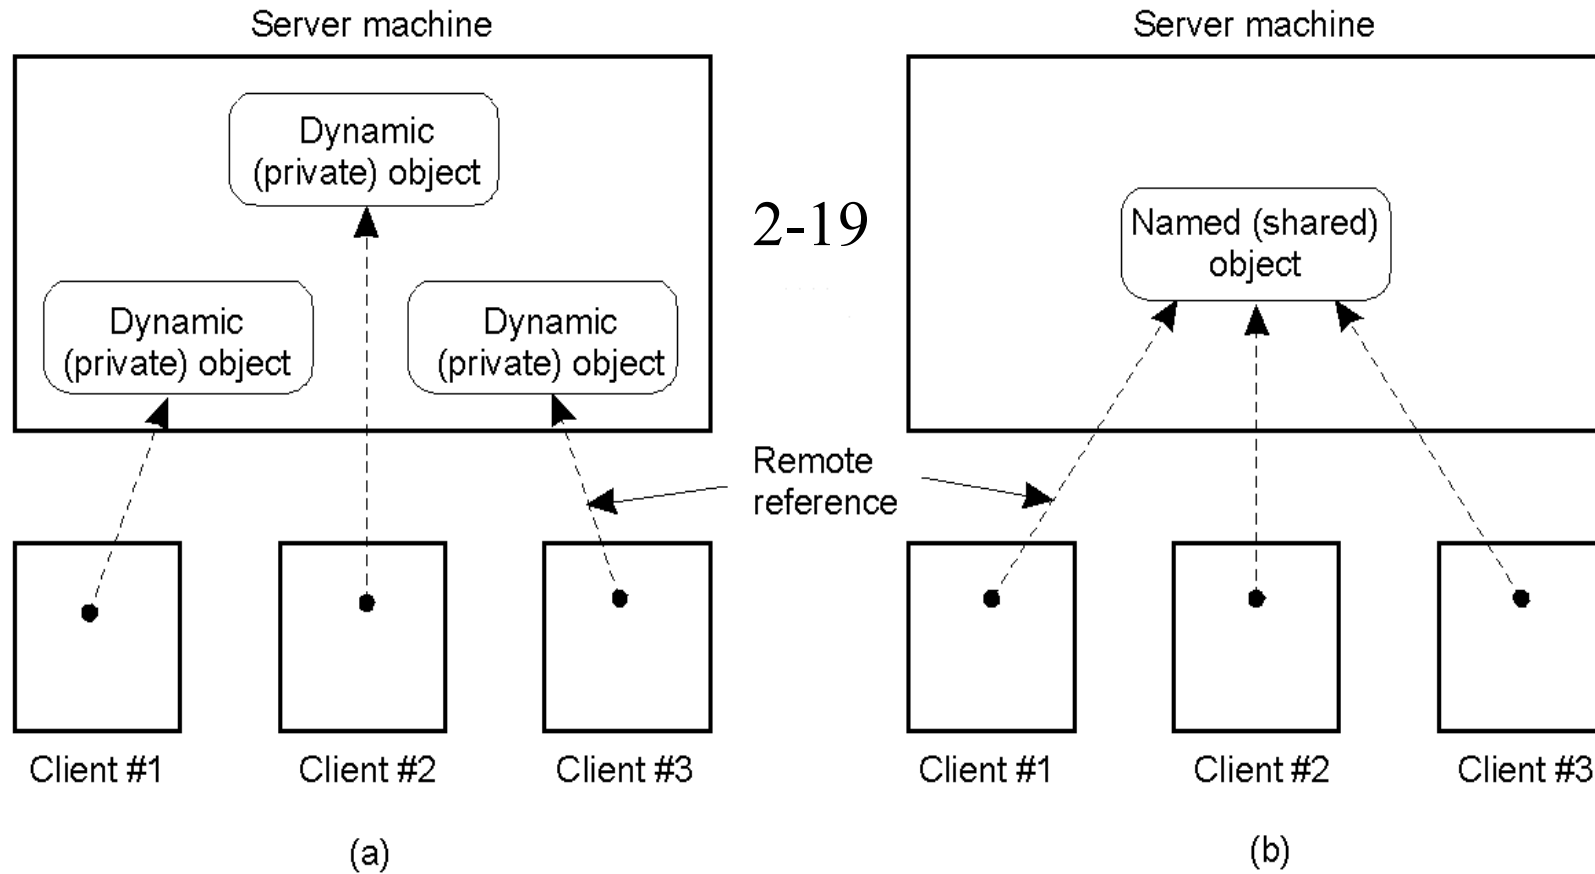 Server machine
Dynamic
(private) object
Dynamic
(private) object
Dynamic
(private) object
Client #1
Client #2
Client #3
(a)
2-19
Remote
reference
Server machine
Named (shared)
object
Client #1
Client #2
Client #3
(b)